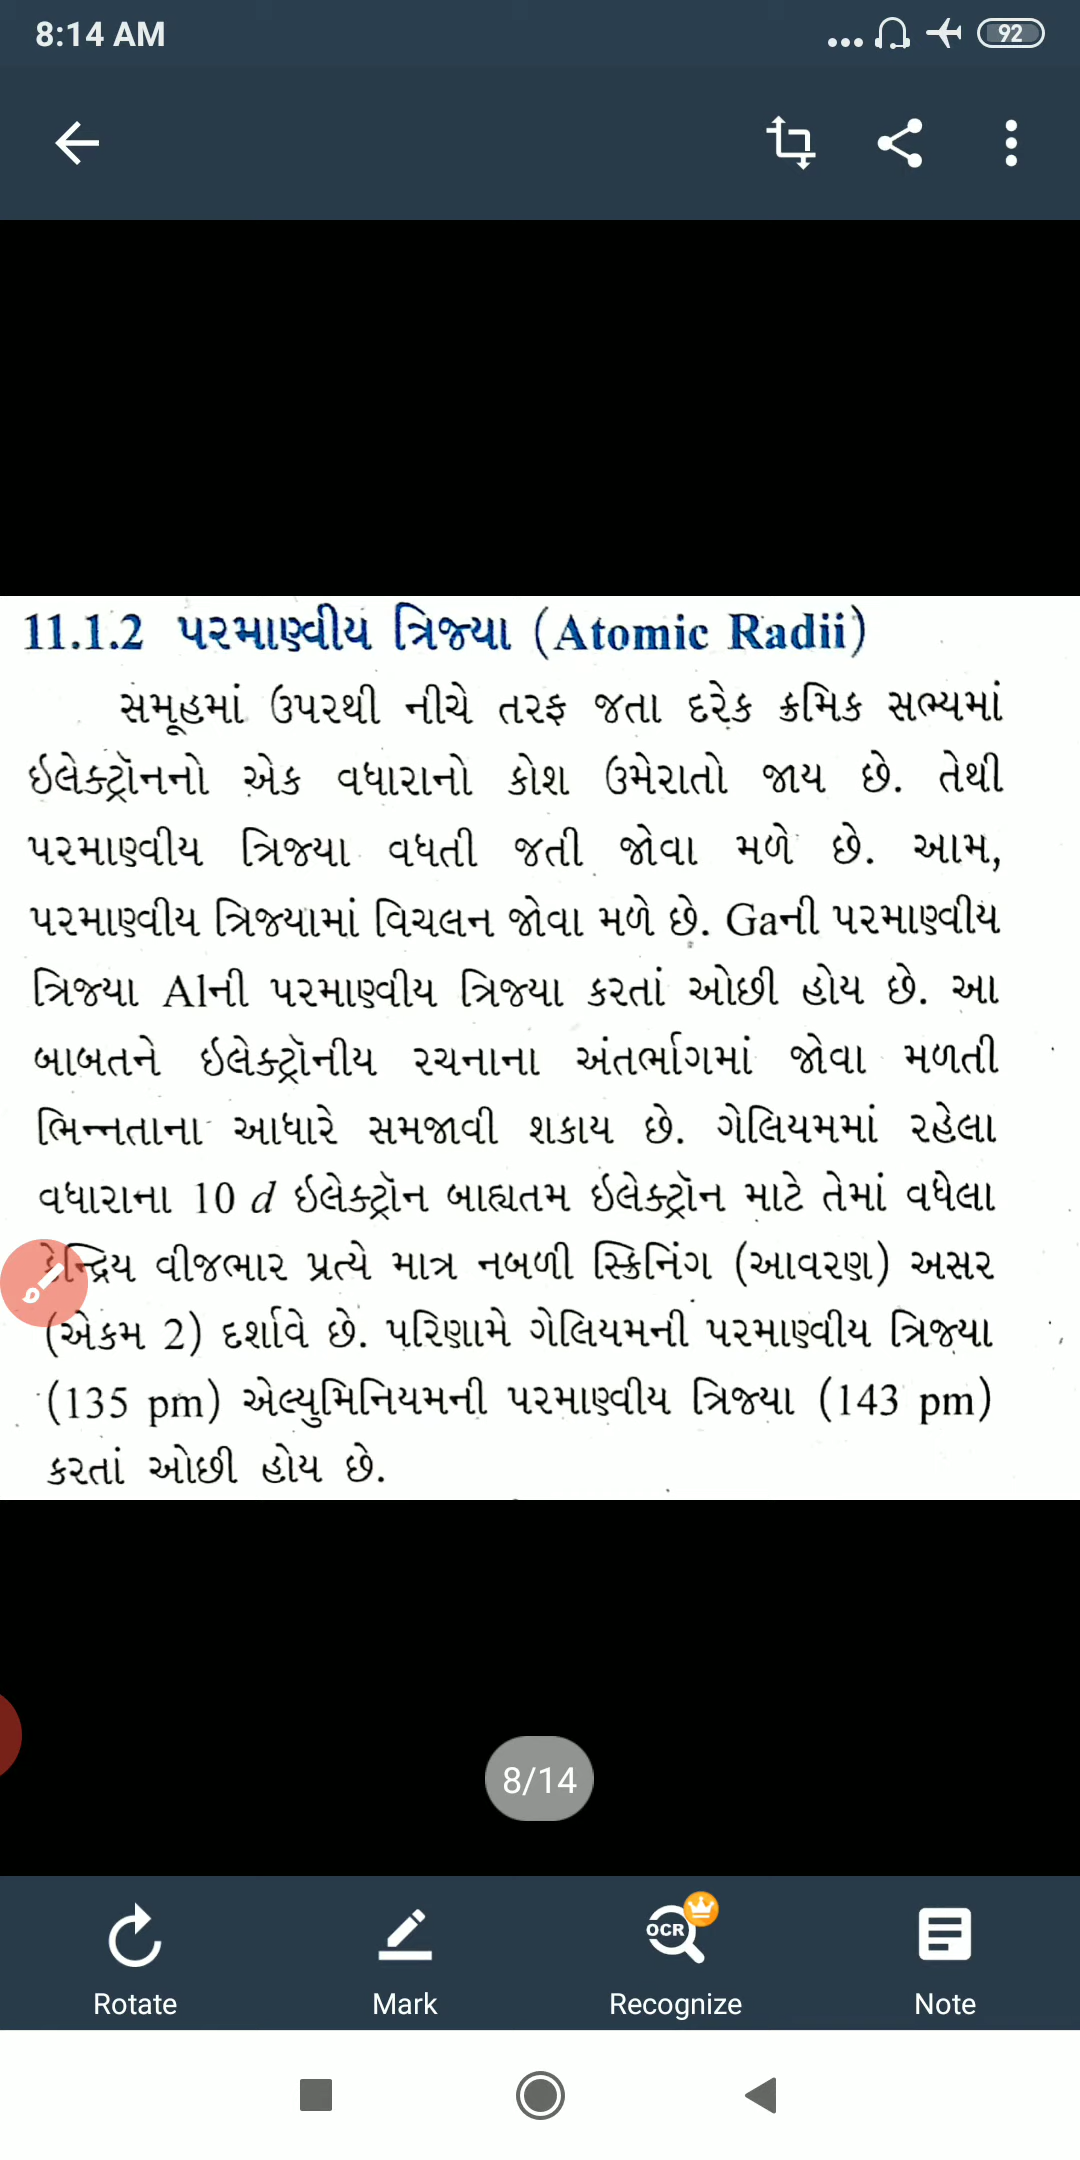 8:14 AM
92
11.1.2 પરમાણ્વીય ત્રિજ્યા (Atomic Radii)
સમૂહમાં ઉપરથી નીચે તરફ જતા દરેક ક્રમિક સભ્યમાં
ઇલેક્ટ્રૉનનો એક વધારાનો કોશ ઉમેરાતો જાય છે. તેથી
પરમાણ્વીય ત્રિજ્યા વધતી જતી જોવા મળે છે. આમ,
પરમાણ્વીય ત્રિજ્યામાં વિચલન જોવા મળે છે. Gaની પરમાણ્વીય
ત્રિજ્યા Alની પરમાણ્વીય ત્રિજ્યા કરતાં ઓછી હોય છે. આ
બાબતને ઇલેક્ટ્રૉનીય રચનાના અંતર્ભાગમાં જોવા મળતી
ભિન્નતાના આધારે સમજાવી શકાય છે. ગેલિયમમાં રહેલા
વધારાના 10 d ઇલેક્ટ્રૉન બાહ્યતમ ઇલેક્ટ્રૉન માટે તેમાં વધેલા
કેન્દ્રિય વીજભાર પ્રત્યે માત્ર નબળી સ્ક્રિનિંગ (આવરણ) અસર
(એકમ 2) દર્શાવે છે. પરિણામે ગેલિયમની પરમાણ્વીય ત્રિજ્યા
(135 pm) એલ્યુમિનિયમની પરમાણ્વીય ત્રિજ્યા (143 pm)
કરતાં ઓછી હોય છે.
8/14
OCR
Rotate Mark Recognize Note